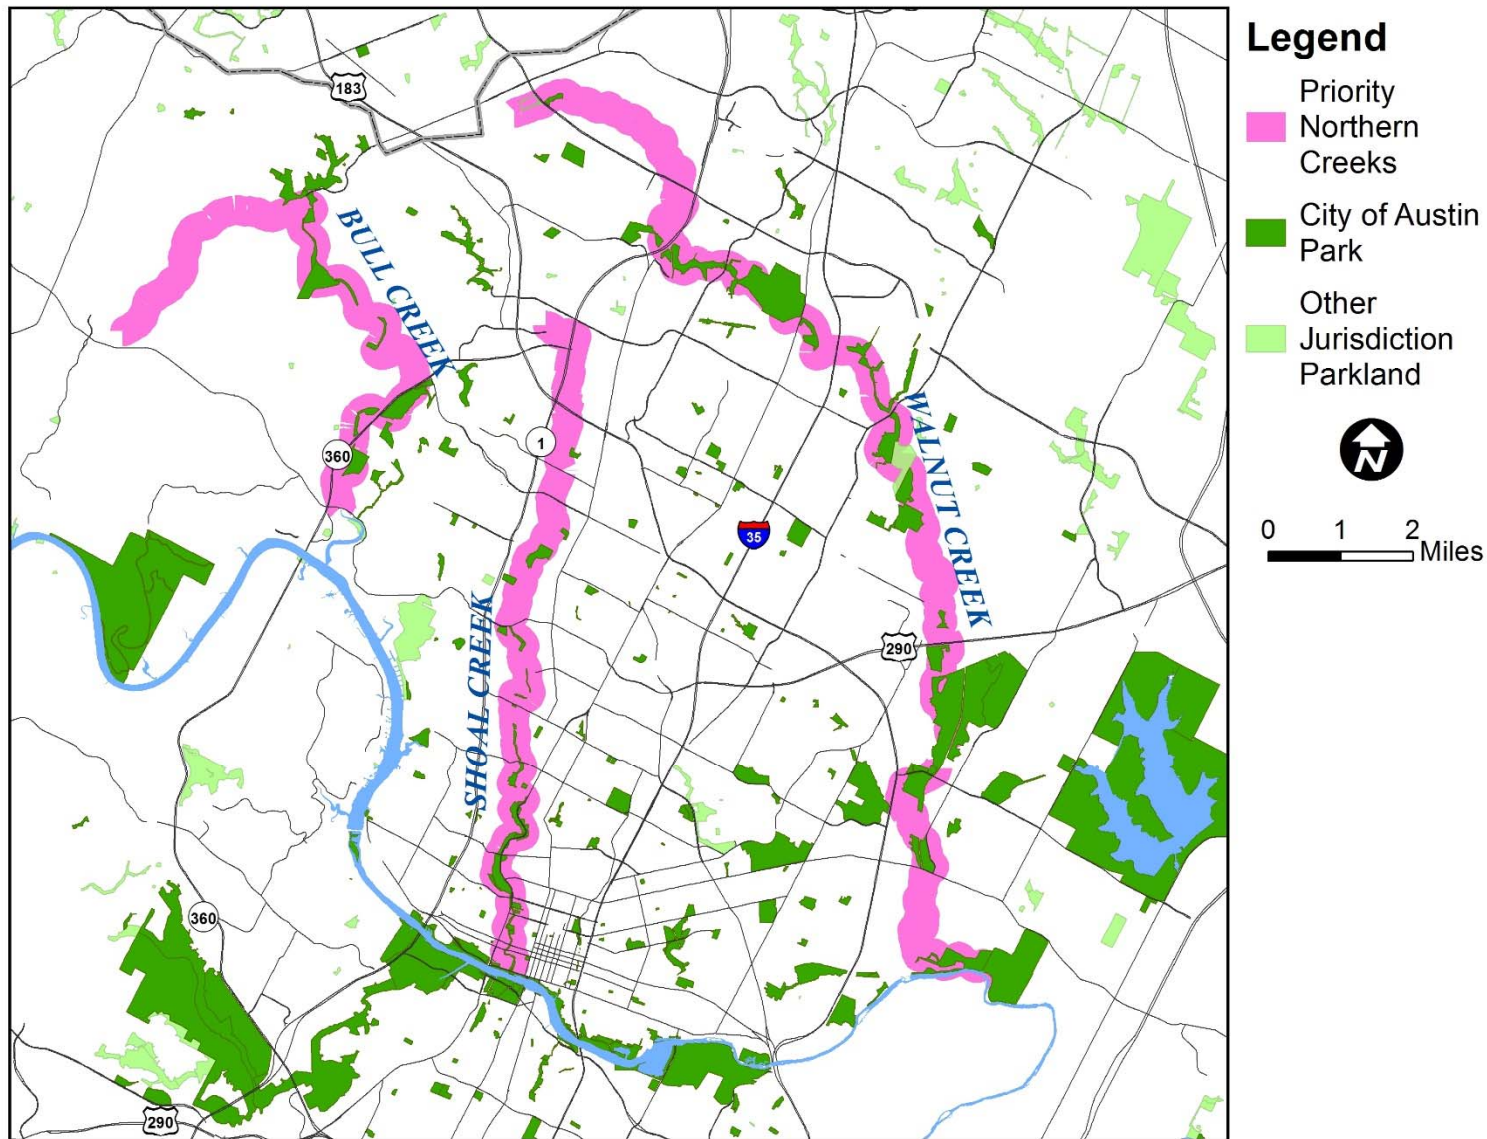 183
BULL CREEK
360
1
35
WALNUT CREEK
SHOAL CREEK
290
360
290
Legend
Priority
Northern
Creeks
City of Austin
Park
Other
Jurisdiction
Parkland
N
0 1 2
Miles